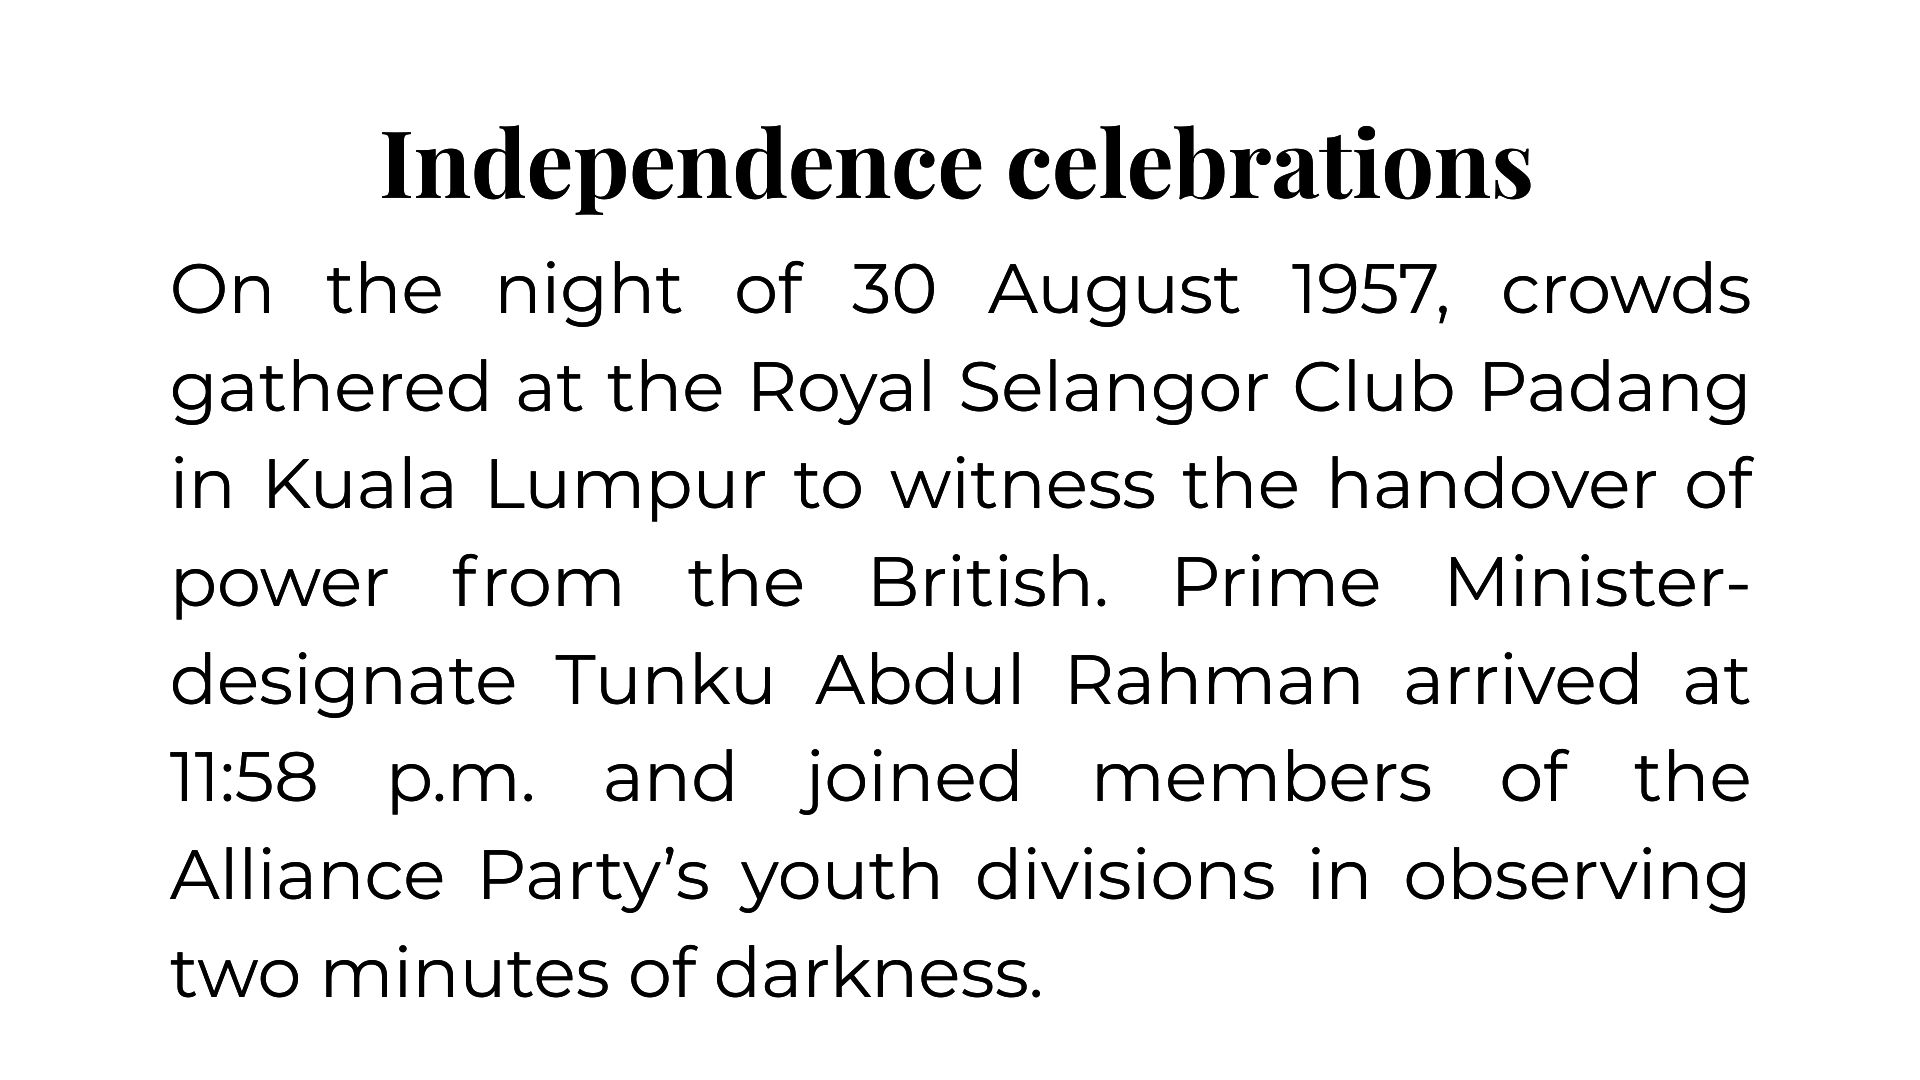 Independence celebrations
On the night of 30 August 1957, crowds
gathered at the Royal Selangor Club Padang
in Kuala Lumpur to witness the handover of
power from the British. Prime Minister-
designate Tunku Abdul Rahman arrived at
11:58 p.m. and joined members of the
Alliance Party’s youth divisions in observing
two minutes of darkness.